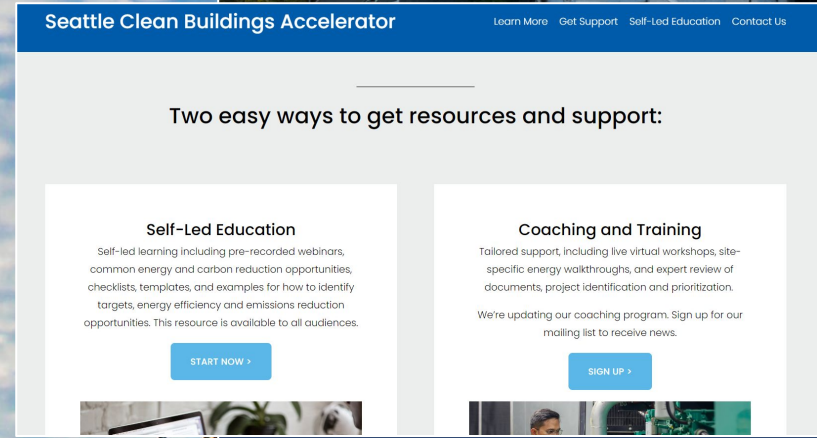 Seattle Clean Buildings Accelerator
Learn More Get Support Self-Led Education Contact Us
Two easy ways to get resources and support:
Self-Led Education
Self-led learning including pre-recorded webinars,
common energy and carbon reduction opportunities,
checklists, templates, and examples for how to identify
targets, energy efficiency and emissions reduction
opportunities. This resource is available to all audiences.
START NOW >
Coaching and Training
Tailored support, including live virtual workshops, site-
specific energy walkthroughs, and expert review of
documents, project identification and prioritization.
We're updating our coaching program. Sign up for our
mailing list to receive news.
SIGN UP >